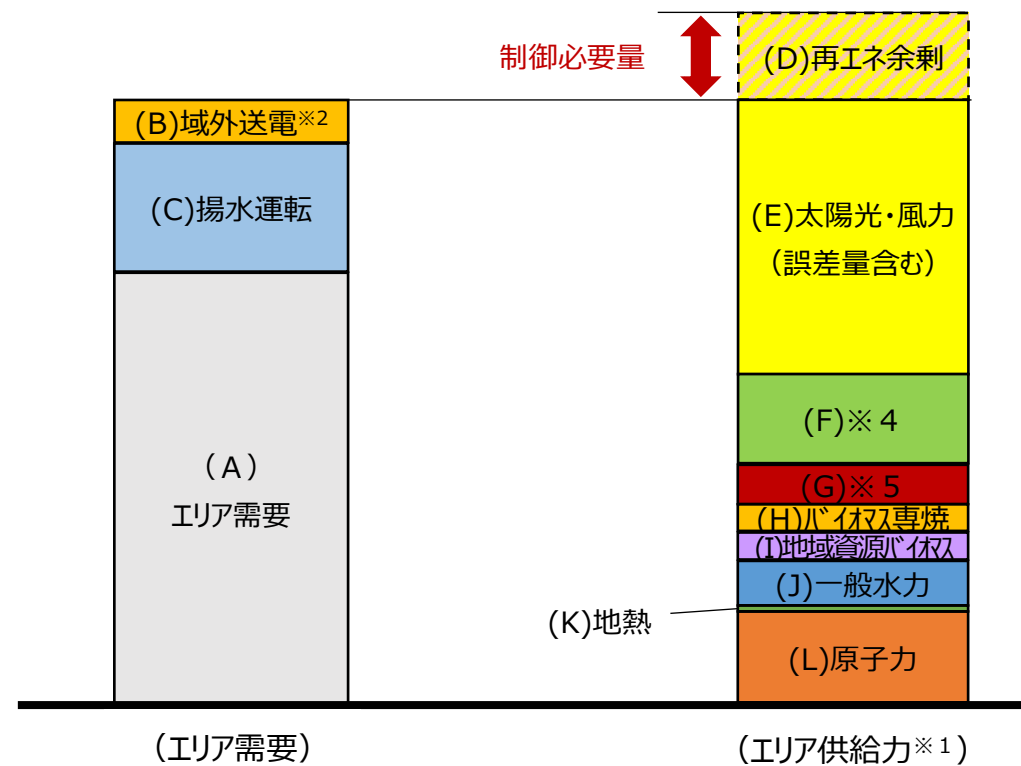 制御必要量
(D)再エネ余剰
(B)域外送電※2
(C)揚水運転
(E)太陽光・風力
（誤差量含む）
(F)※４
（Ａ）
エリア需要
(G)※５
(H)バイオマス専焼
(I)地域資源バイオマス
(J)一般水力
(K)地熱
(L)原子力
（エリア需要）
（エリア供給力※１）